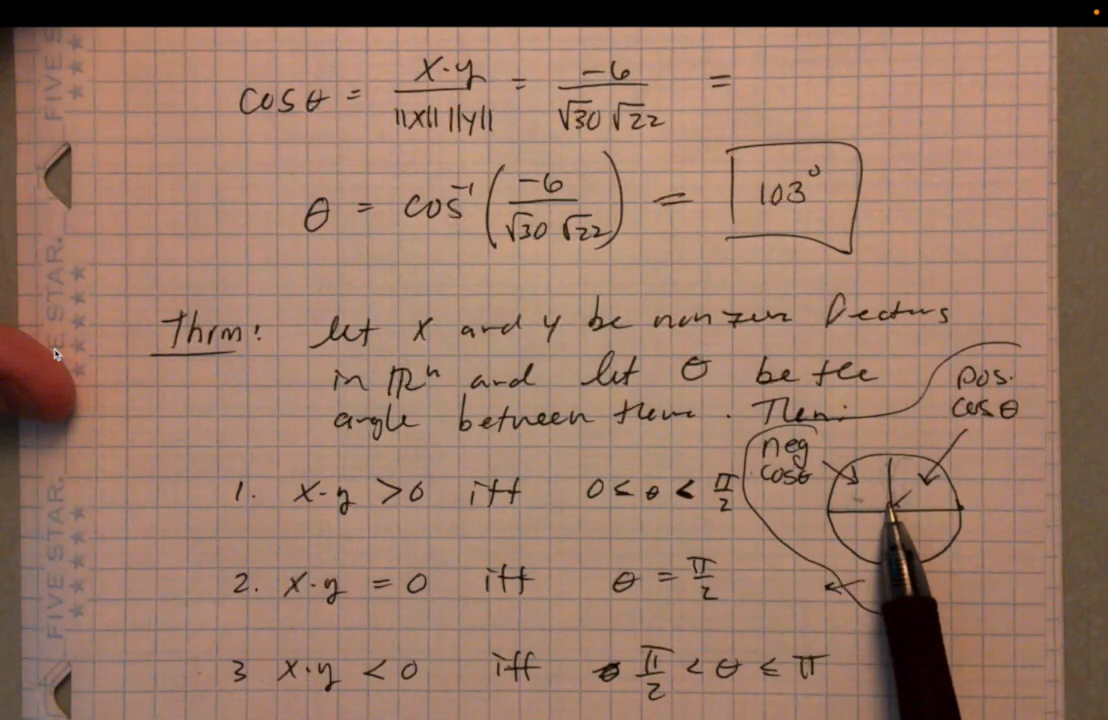 cos θ = x·y / ||x|| ||y|| = -6 / √30 √22 =
θ = cos⁻¹ ( -6 / √30 √22 ) = 103°
Thrm: let x and y be nonzero vectors
in ℝⁿ and let θ be the
angle between them. Then:
pos.
cos θ
neg
cosθ
1. x·y > 0 iff 0 ≤ θ < π/2
2. x·y = 0 iff θ = π/2
3 x·y < 0 iff π/2 < θ ≤ π
FIVE STAR.
FIVE STAR.
FIVE S